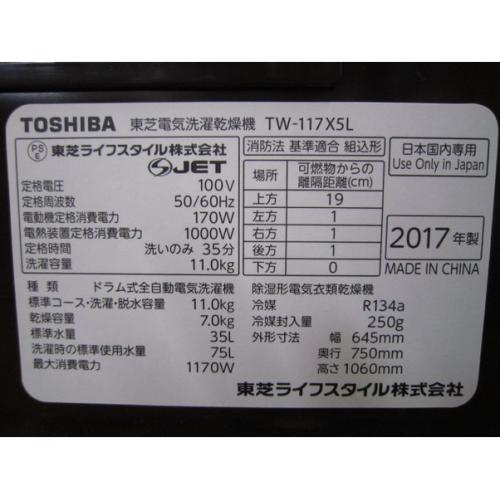 TOSHIBA 東芝電気洗濯乾燥機 TW-117X5L
PS E 東芝ライフスタイル株式会社
JET
定格電圧 100V
定格周波数 50/60Hz
電動機定格消費電力 170W
電熱装置定格消費電力 1000W
定格時間 洗いのみ 35分
洗濯容量 11.0kg
消防法 基準適合 組込形
場所 可燃物からの離隔距離(cm)
上方 19
左方 1
右方 1
後方 1
下方 0
日本国内専用
Use Only in Japan
2017年製
MADE IN CHINA
種類 ドラム式全自動電気洗濯機
標準コース・洗濯・脱水容量 11.0kg
乾燥容量 7.0kg
標準水量 35L
洗濯時の標準使用水量 75L
最大消費電力 1170W
除湿形電気衣類乾燥機
冷媒 R134a
冷媒封入量 250g
外形寸法 幅 645mm
奥行 750mm
高さ 1060mm
東芝ライフスタイル株式会社